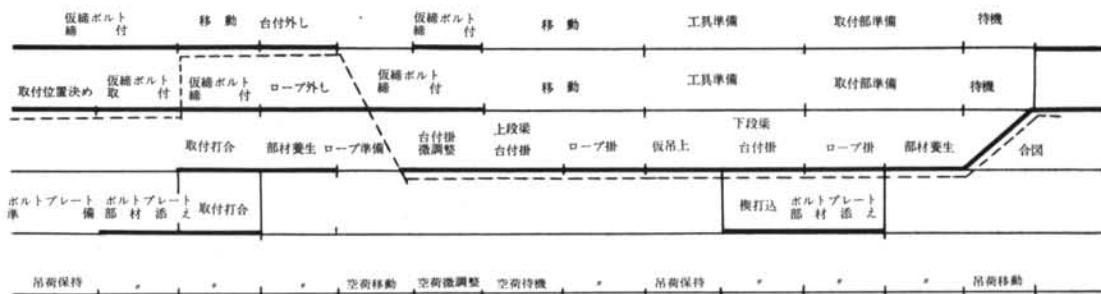 仮締ボルト 移動 台付外し 仮締ボルト 移動 工具準備 取付部準備 待機
締付 締付
取付位置決め 仮締ボルト 仮締ボルト ロープ外し 仮締ボルト 移動 工具準備 取付部準備 待機
取付 締付 締付
上段梁 下段梁
取付打合 部材養生 ロープ準備 台付掛 台付掛 ロープ掛 仮吊上 台付掛 ロープ掛 部材養生 合図
微調整
ボルトプレート ボルトプレート 取付打合 楔打込 ボルトプレート
準備 部材添え 部材添え
吊荷保持 〃 〃 〃 空荷移動 空荷微調整 空荷待機 〃 吊荷保持 〃 〃 〃 吊荷移動